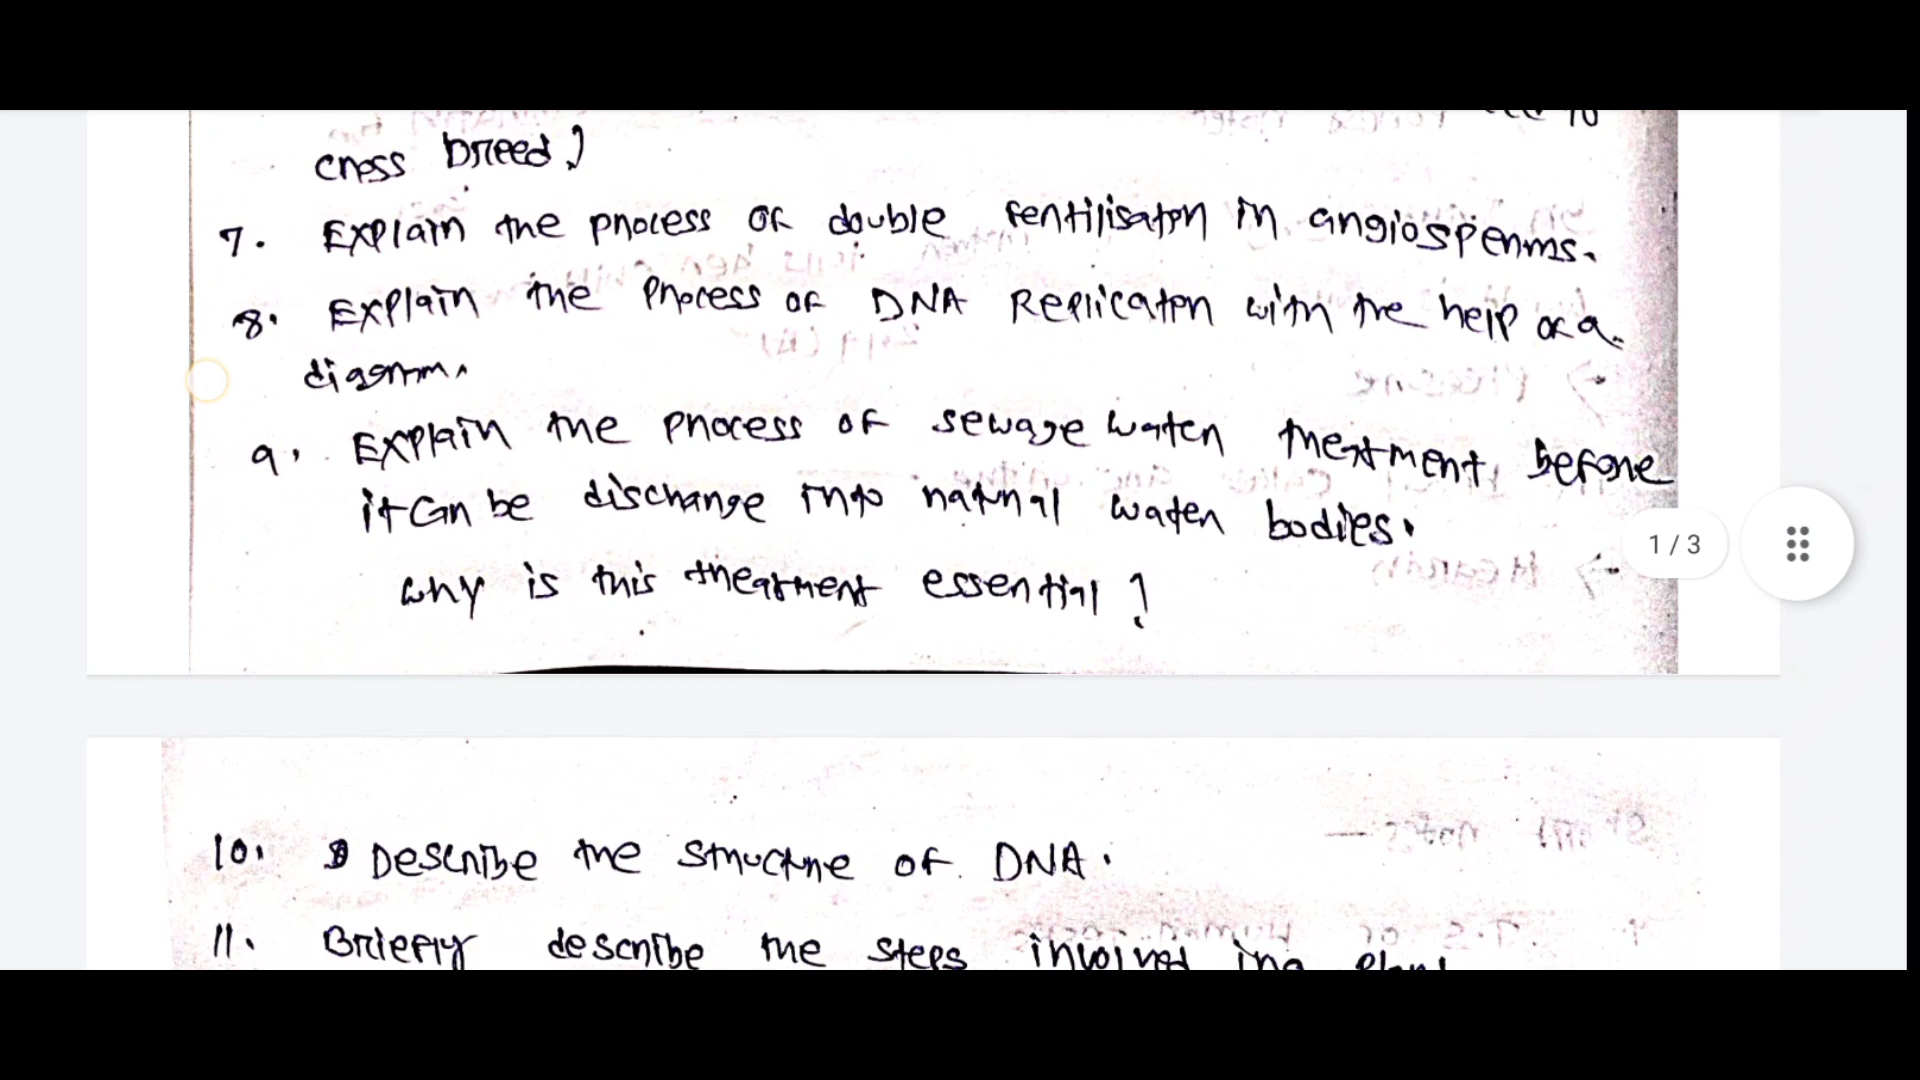 cross breed?
7. Explain the process of double fertilisation in angiosperms.
8. Explain the process of DNA Replication with the help of a
diagram.
9. Explain the process of sewage water treatment, before
it can be discharge into natural water bodies.
why is this treatment essential?
1 / 3
10. Describe the structure of DNA.
11. Briefly describe the steps involved in a plant